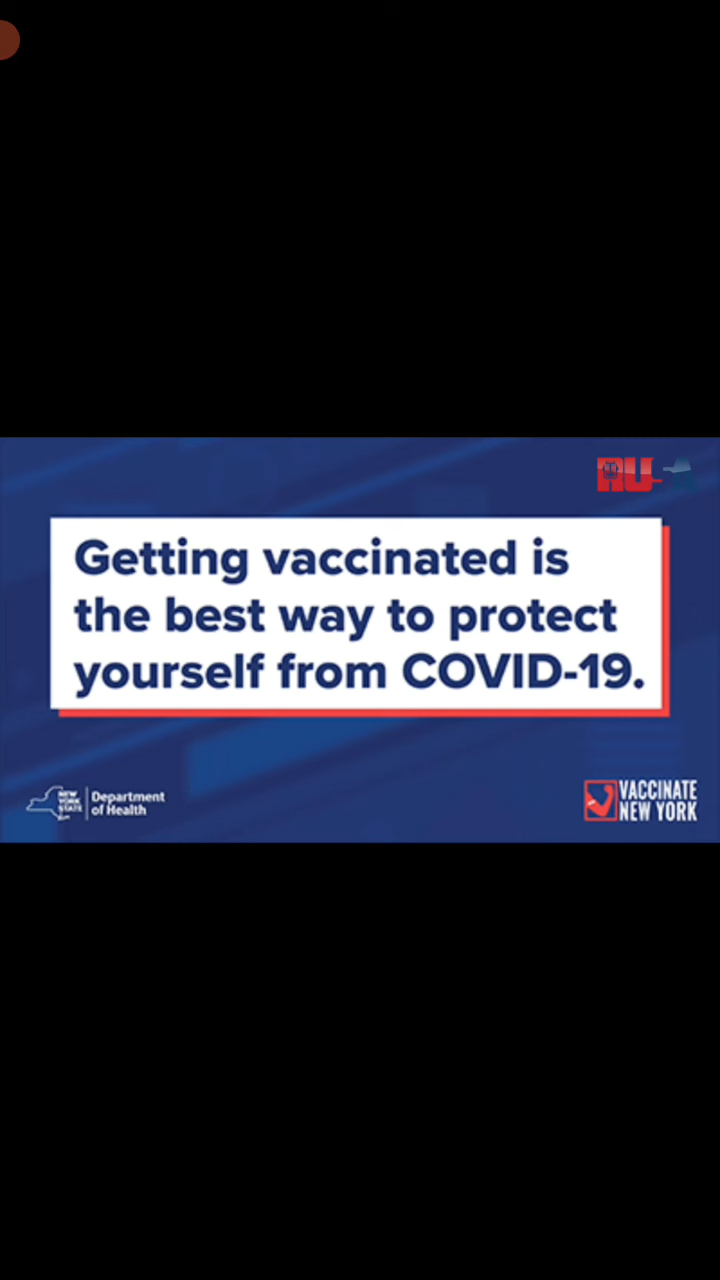 Getting vaccinated is
the best way to protect
yourself from COVID-19.
NEW
YORK
STATE
Department
of Health
VACCINATE
NEW YORK